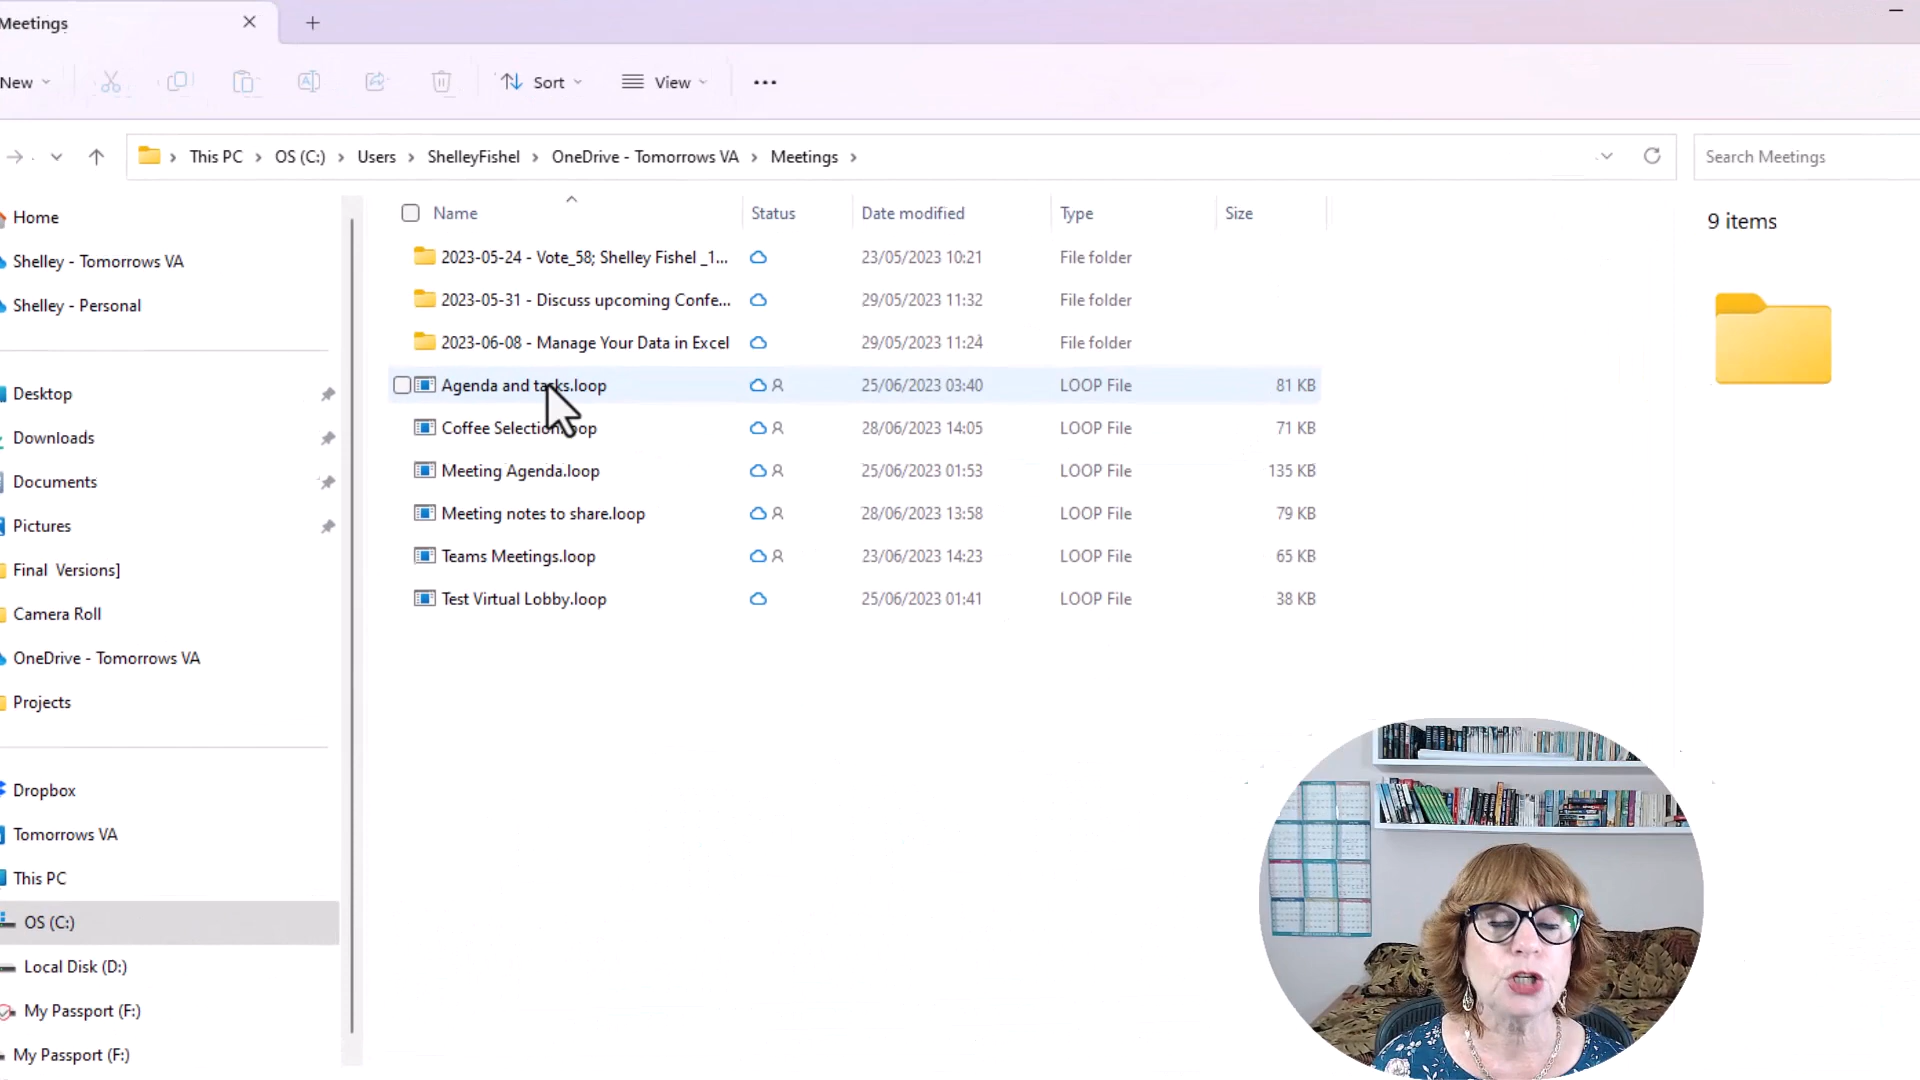 Meetings
New
Sort
View
This PC
OS (C:)
Users
ShelleyFishel
OneDrive - Tomorrows VA
Meetings
Search Meetings
Home
Shelley - Tomorrows VA
Shelley - Personal
Desktop
Downloads
Documents
Pictures
Final Versions]
Camera Roll
OneDrive - Tomorrows VA
Projects
Dropbox
Tomorrows VA
This PC
OS (C:)
Local Disk (D:)
My Passport (F:)
My Passport (F:)
Name Status Date modified Type Size
2023-05-24 - Vote_58; Shelley Fishel _1... 23/05/2023 10:21 File folder
2023-05-31 - Discuss upcoming Confe... 29/05/2023 11:32 File folder
2023-06-08 - Manage Your Data in Excel 29/05/2023 11:24 File folder
Agenda and tasks.loop 25/06/2023 03:40 LOOP File 81 KB
Coffee Selection.loop 28/06/2023 14:05 LOOP File 71 KB
Meeting Agenda.loop 25/06/2023 01:53 LOOP File 135 KB
Meeting notes to share.loop 28/06/2023 13:58 LOOP File 79 KB
Teams Meetings.loop 23/06/2023 14:23 LOOP File 65 KB
Test Virtual Lobby.loop 25/06/2023 01:41 LOOP File 38 KB
9 items